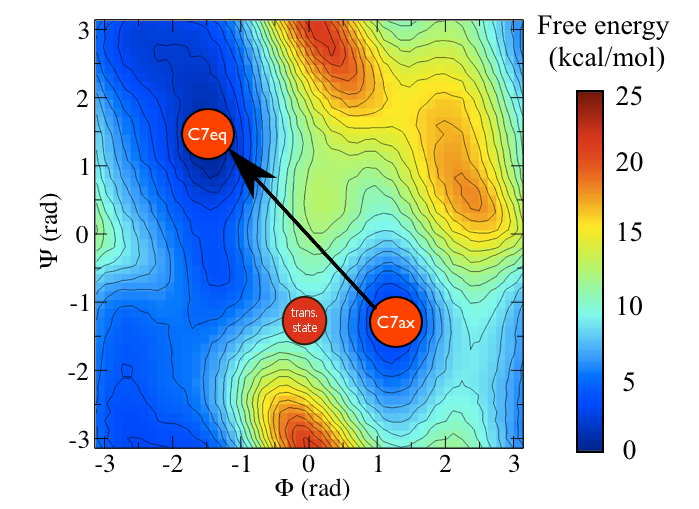 Free energy
(kcal/mol)
3
2
1
0
-1
-2
-3
Ψ (rad)
C7eq
trans.
state
C7ax
25
20
15
10
5
0
-3 -2 -1 0 1 2 3
Φ (rad)